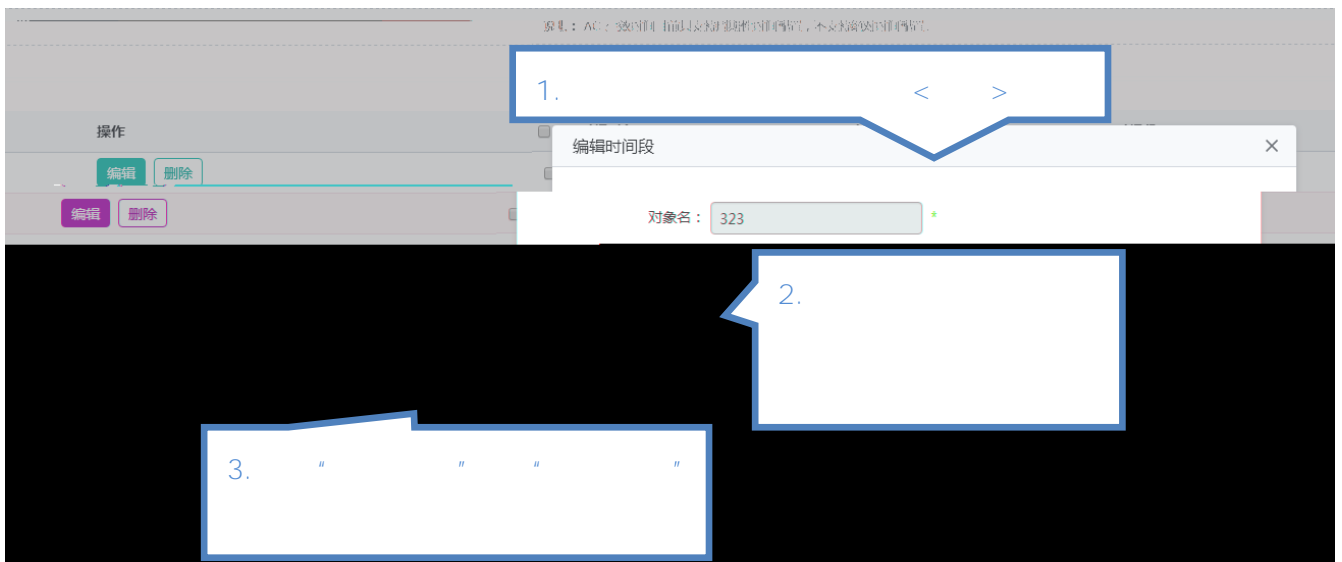 1. < >
操作
编辑时间段 ×
编辑 删除
编辑 删除
对象名： 323 *
2.
3. “ ” “ ”